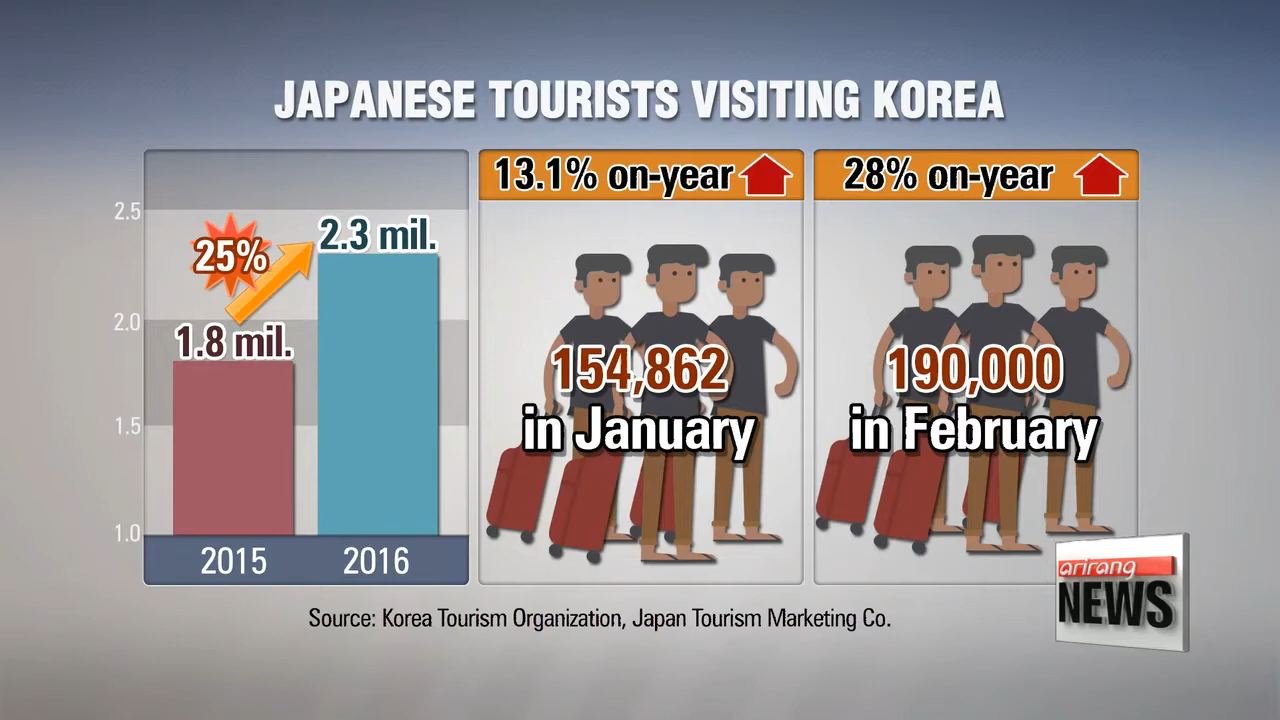 JAPANESE TOURISTS VISITING KOREA
2.5
2.0
1.5
1.0
25%
1.8 mil.
2.3 mil.
2015
2016
13.1% on-year
154,862
in January
28% on-year
190,000
in February
Source: Korea Tourism Organization, Japan Tourism Marketing Co.
arirang
NEWS